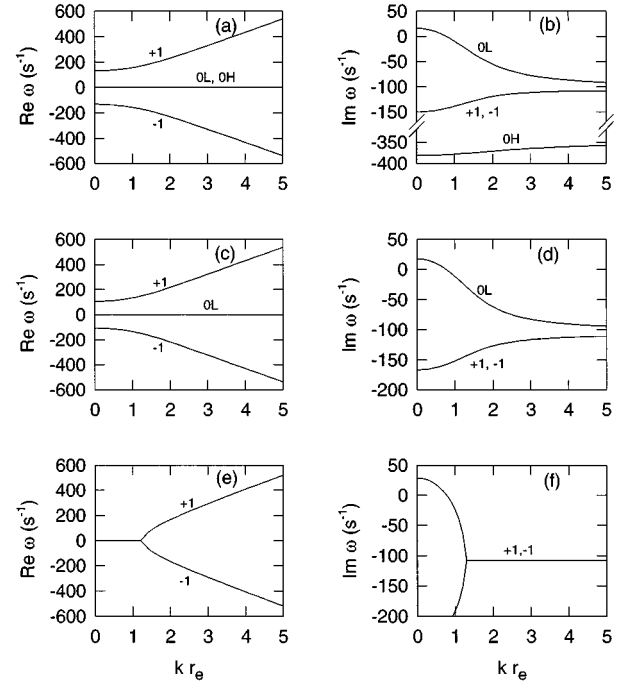 600
400
200
0
-200
-400
-600
Re ω (s⁻¹)
(a)
+1
0L, 0H
-1
0 1 2 3 4 5
50
0
-50
-100
-150
-350
-400
Im ω (s⁻¹)
(b)
0L
+1, -1
0H
0 1 2 3 4 5
600
400
200
0
-200
-400
-600
Re ω (s⁻¹)
(c)
+1
0L
-1
0 1 2 3 4 5
50
0
-50
-100
-150
-200
Im ω (s⁻¹)
(d)
0L
+1, -1
0 1 2 3 4 5
600
400
200
0
-200
-400
-600
Re ω (s⁻¹)
(e)
+1
-1
0 1 2 3 4 5
k rₑ
50
0
-50
-100
-150
-200
Im ω (s⁻¹)
(f)
+1,-1
0 1 2 3 4 5
k rₑ